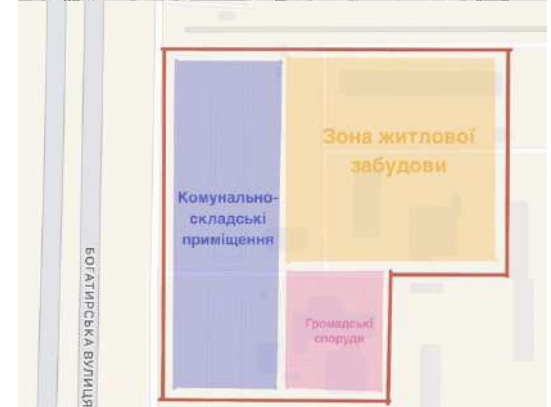 Зона житлової
забудови
Комунально-
складські
приміщення
БОГАТИРСЬКА ВУЛИЦЯ
Громадські
споруди